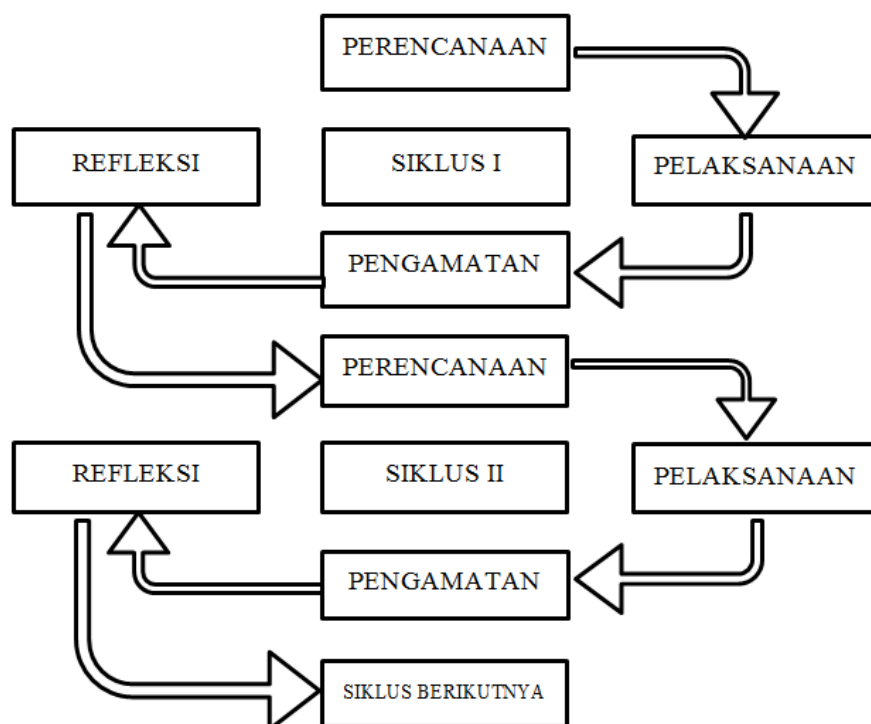 PERENCANAAN
REFLEKSI
SIKLUS I
PELAKSANAAN
PENGAMATAN
PERENCANAAN
REFLEKSI
SIKLUS II
PELAKSANAAN
PENGAMATAN
SIKLUS BERIKUTNYA